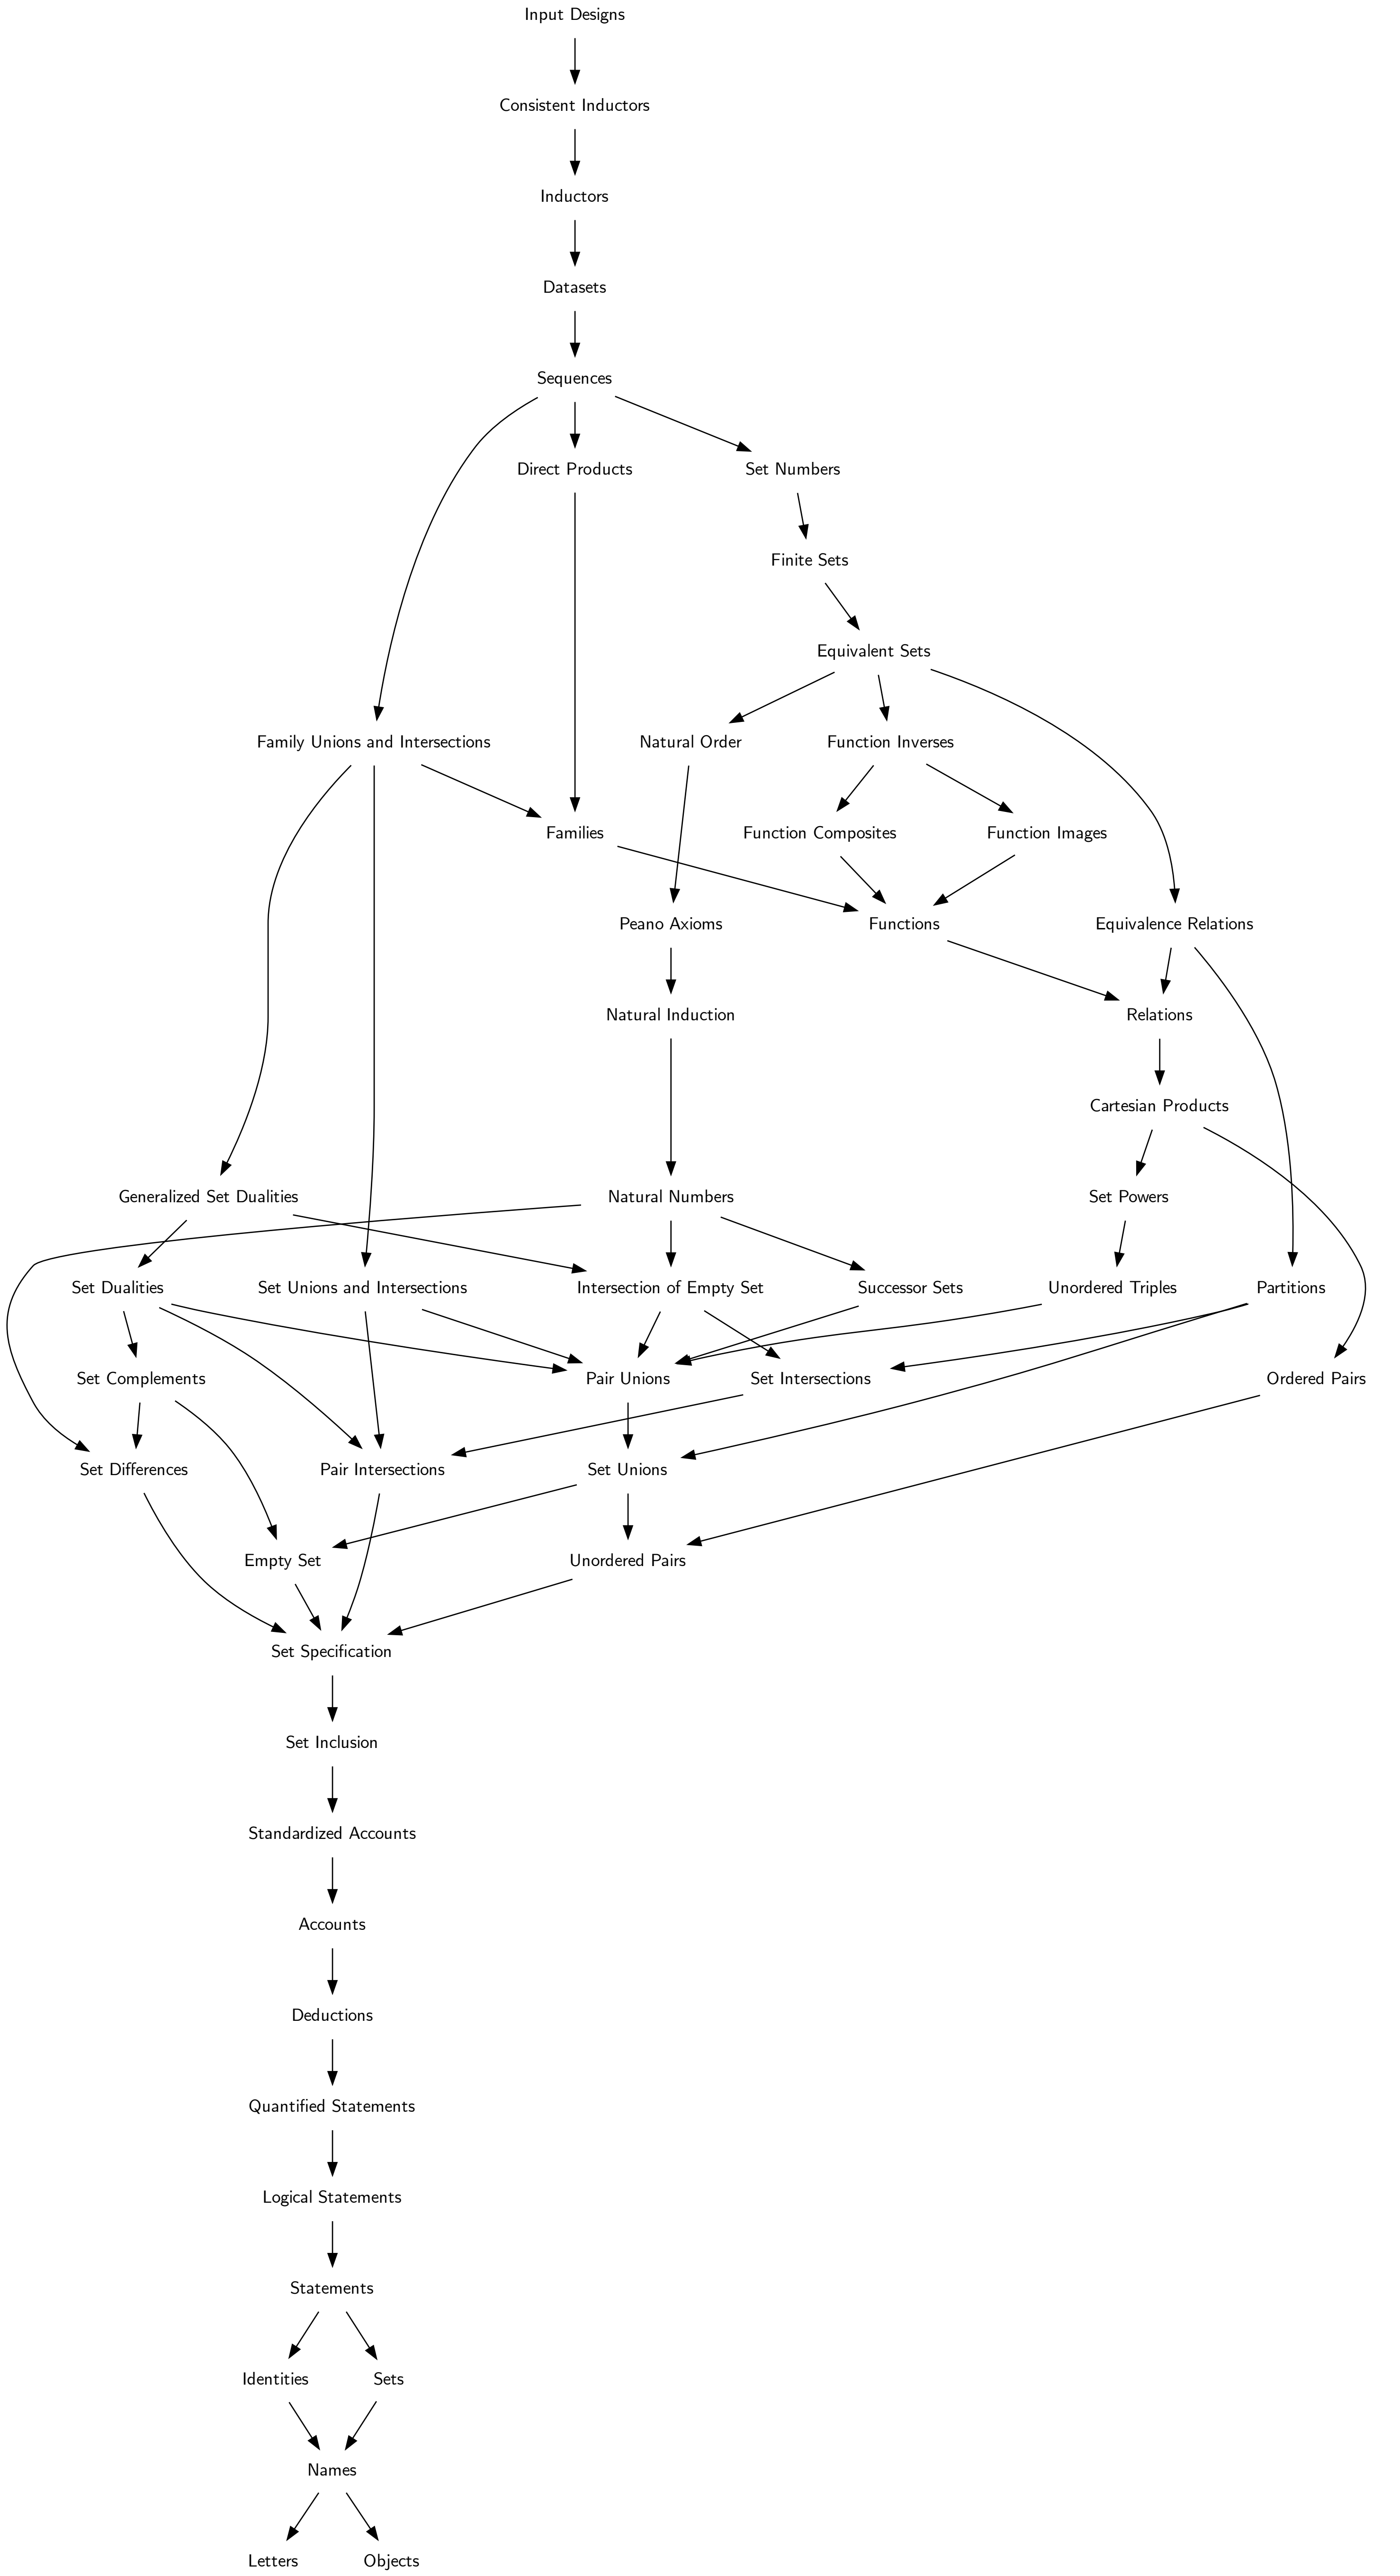 Input Designs
Consistent Inductors
Inductors
Datasets
Sequences
Direct Products
Set Numbers
Finite Sets
Equivalent Sets
Family Unions and Intersections
Natural Order
Function Inverses
Families
Function Composites
Function Images
Peano Axioms
Functions
Equivalence Relations
Natural Induction
Relations
Cartesian Products
Generalized Set Dualities
Natural Numbers
Set Powers
Set Dualities
Set Unions and Intersections
Intersection of Empty Set
Successor Sets
Unordered Triples
Partitions
Set Complements
Pair Unions
Set Intersections
Ordered Pairs
Set Differences
Pair Intersections
Set Unions
Empty Set
Unordered Pairs
Set Specification
Set Inclusion
Standardized Accounts
Accounts
Deductions
Quantified Statements
Logical Statements
Statements
Identities
Sets
Names
Letters
Objects